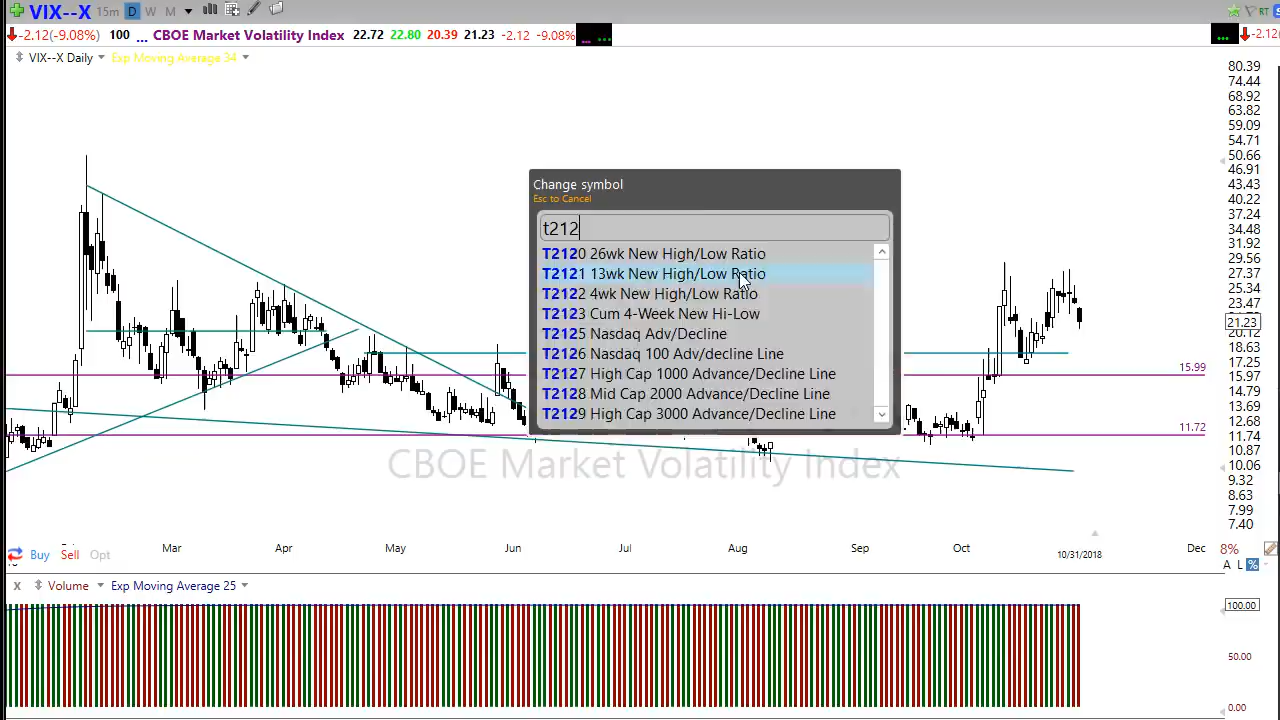 VIX--X 15m D W M RT
-2.12(-9.08%) 100 ... CBOE Market Volatility Index 22.72 22.80 20.39 21.23 -2.12 -9.08% ... ... -2.12
VIX--X Daily Exp Moving Average 34
80.39
74.44
68.92
63.82
59.09
54.71
50.66
46.91
43.43
40.22
37.24
34.48
31.92
29.56
27.37
25.34
23.47
21.23
18.63
17.25
15.97
14.79
13.69
12.68
11.74
10.87
10.06
9.32
8.63
7.99
7.40
Change symbol
Esc to Cancel
t212
T2120 26wk New High/Low Ratio
T2121 13wk New High/Low Ratio
T2122 4wk New High/Low Ratio
T2123 Cum 4-Week New Hi-Low
T2125 Nasdaq Adv/Decline
T2126 Nasdaq 100 Adv/decline Line
T2127 High Cap 1000 Advance/Decline Line
T2128 Mid Cap 2000 Advance/Decline Line
T2129 High Cap 3000 Advance/Decline Line
15.99
11.72
CBOE Market Volatility Index
Mar Apr May Jun Jul Aug Sep Oct 10/31/2018 Dec
Buy Sell Opt 8%
A L %
X Volume Exp Moving Average 25
100.00
50.00
0.00